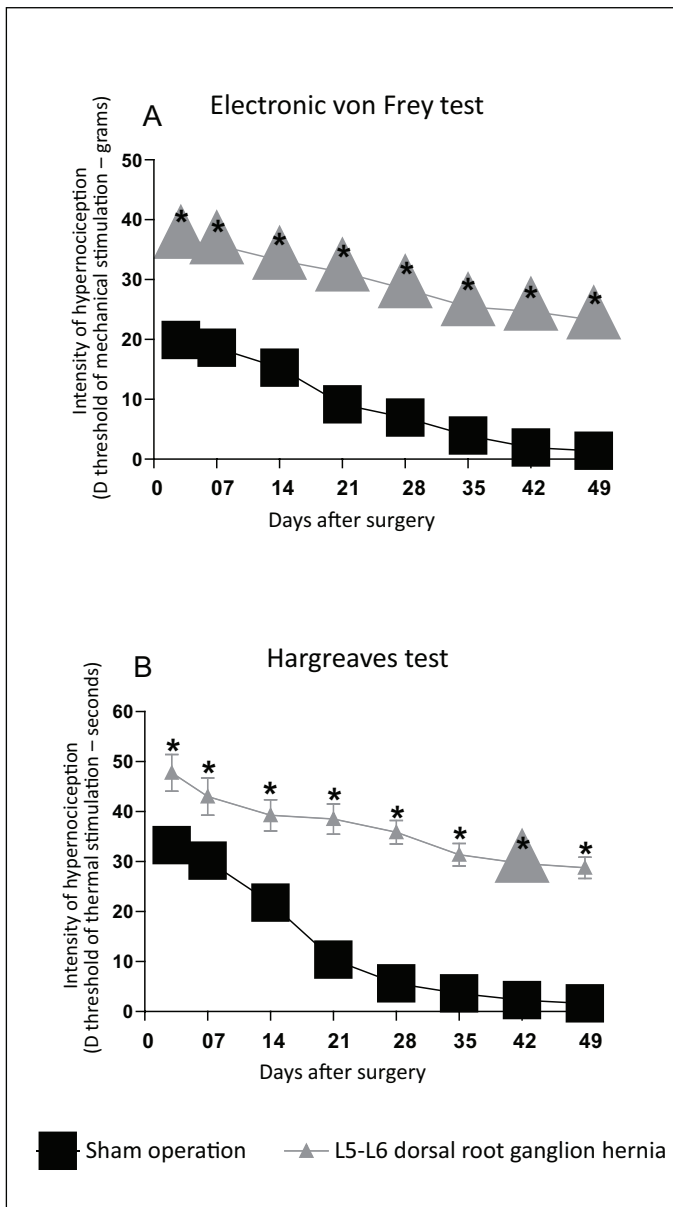 A
Electronic von Frey test
Intensity of hypernociception
(D threshold of mechanical stimulation – grams)
50
40
30
20
10
0
* * * * * * * *
0 07 14 21 28 35 42 49
Days after surgery
B
Hargreaves test
Intensity of hypernociception
(D threshold of thermal stimulation – seconds)
60
50
40
30
20
10
0
* * * * * * * *
0 07 14 21 28 35 42 49
Days after surgery
Sham operation L5-L6 dorsal root ganglion hernia